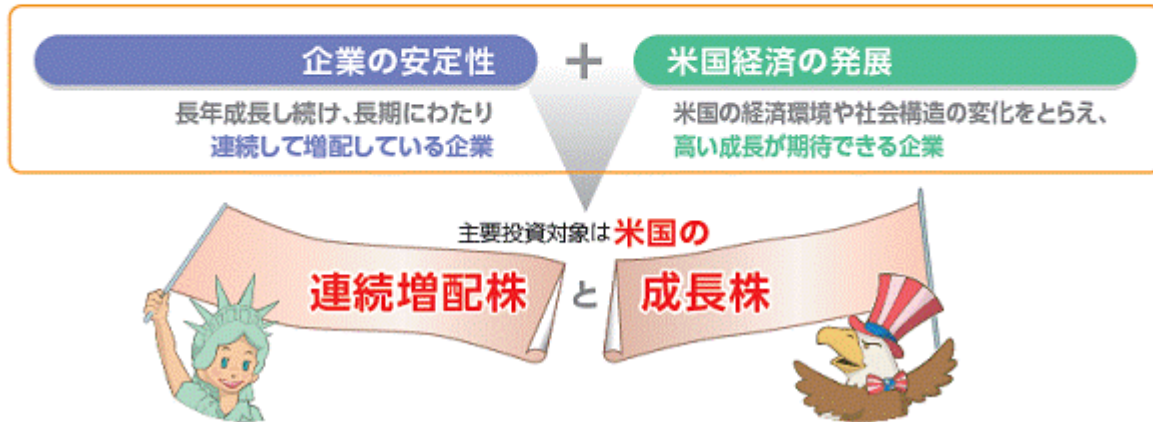 企業の安定性
+
米国経済の発展
長年成長し続け、長期にわたり
連続して増配している企業
米国の経済環境や社会構造の変化をとらえ、
高い成長が期待できる企業
主要投資対象は米国の
連続増配株と成長株